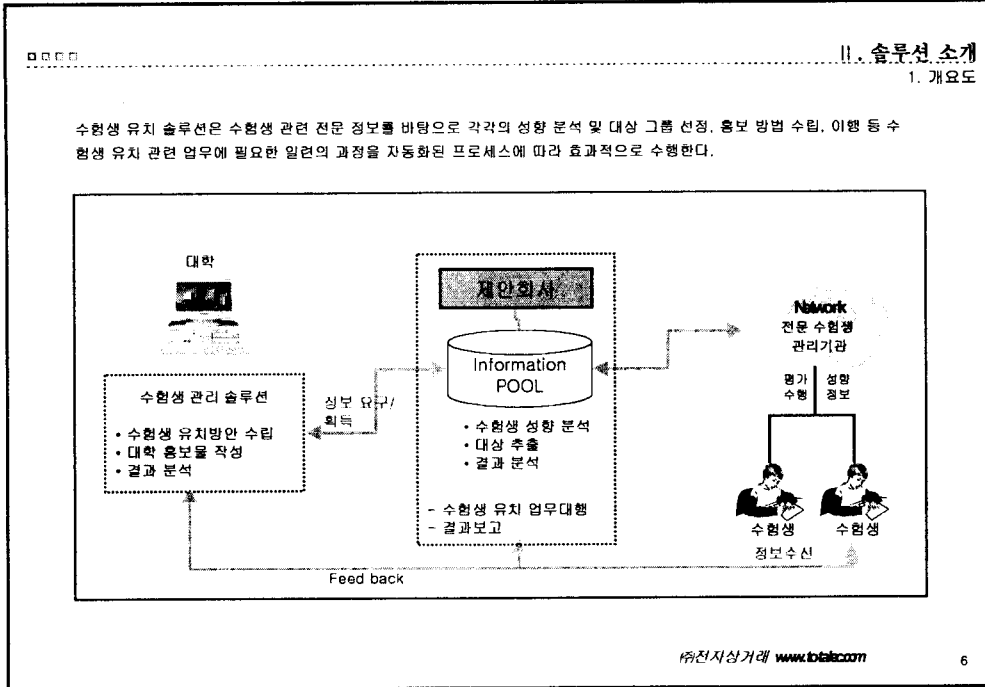 II. 솔루션 소개
1. 개요도
수험생 유치 솔루션은 수험생 관련 전문 정보를 바탕으로 각각의 성향 분석 및 대상 그룹 선정, 홍보 방법 수립, 이행 등 수
험생 유치 관련 업무에 필요한 일련의 과정을 자동화된 프로세스에 따라 효과적으로 수행한다.
대학
수험생 관리 솔루션
• 수험생 유치방안 수립
• 대학 홍보물 작성
• 결과 분석
정보 요구/
획득
제안회사
Information
POOL
• 수험생 성향 분석
• 대상 추출
• 결과 분석
- 수험생 유치 업무대행
- 결과보고
Network
전문 수험생
관리기관
평가 성향
수행 정보
수험생 수험생
정보수신
Feed back
㈜전자상거래 www.totalec.com
6